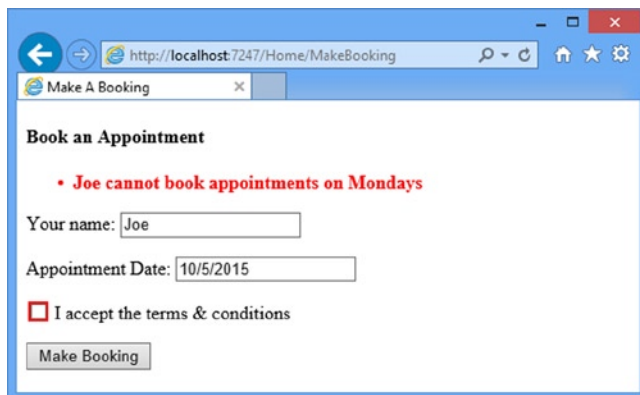 http://localhost:7247/Home/MakeBooking
Make A Booking
Book an Appointment
• Joe cannot book appointments on Mondays
Your name: Joe
Appointment Date: 10/5/2015
I accept the terms & conditions
Make Booking